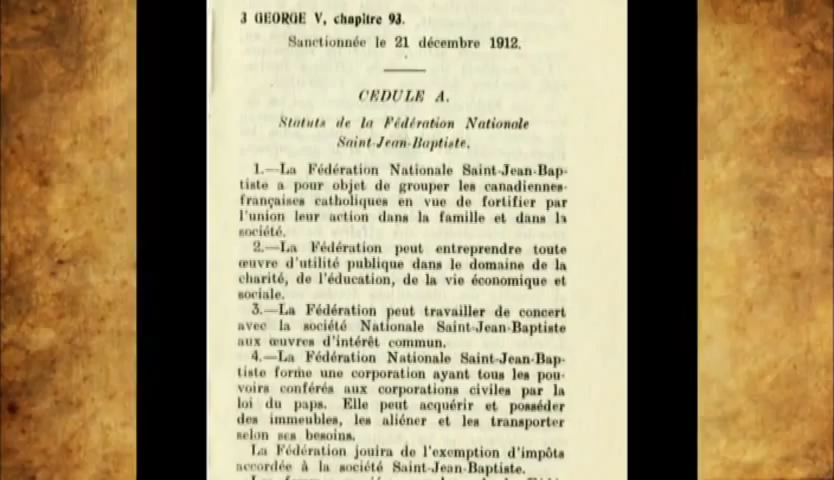 3 GEORGE V, chapitre 93.
Sanctionnée le 21 décembre 1912.
CEDULE A.
Statuts de la Fédération Nationale
Saint-Jean-Baptiste.
1.—La Fédération Nationale Saint-Jean-Bap-
tiste a pour objet de grouper les canadiennes-
françaises catholiques en vue de fortifier par
l'union leur action dans la famille et dans la
société.
2.—La Fédération peut entreprendre toute
œuvre d'utilité publique dans le domaine de la
charité, de l'éducation, de la vie économique et
sociale.
3.—La Fédération peut travailler de concert
avec la société Nationale Saint-Jean-Baptiste
aux œuvres d'intérêt commun.
4.—La Fédération Nationale Saint-Jean-Bap-
tiste forme une corporation ayant tous les pou-
voirs conférés aux corporations civiles par la
loi du paps. Elle peut acquérir et posséder
des immeubles, les aliéner et les transporter
selon ses besoins.
La Fédération jouira de l'exemption d'impôts
accordée à la société Saint-Jean-Baptiste.